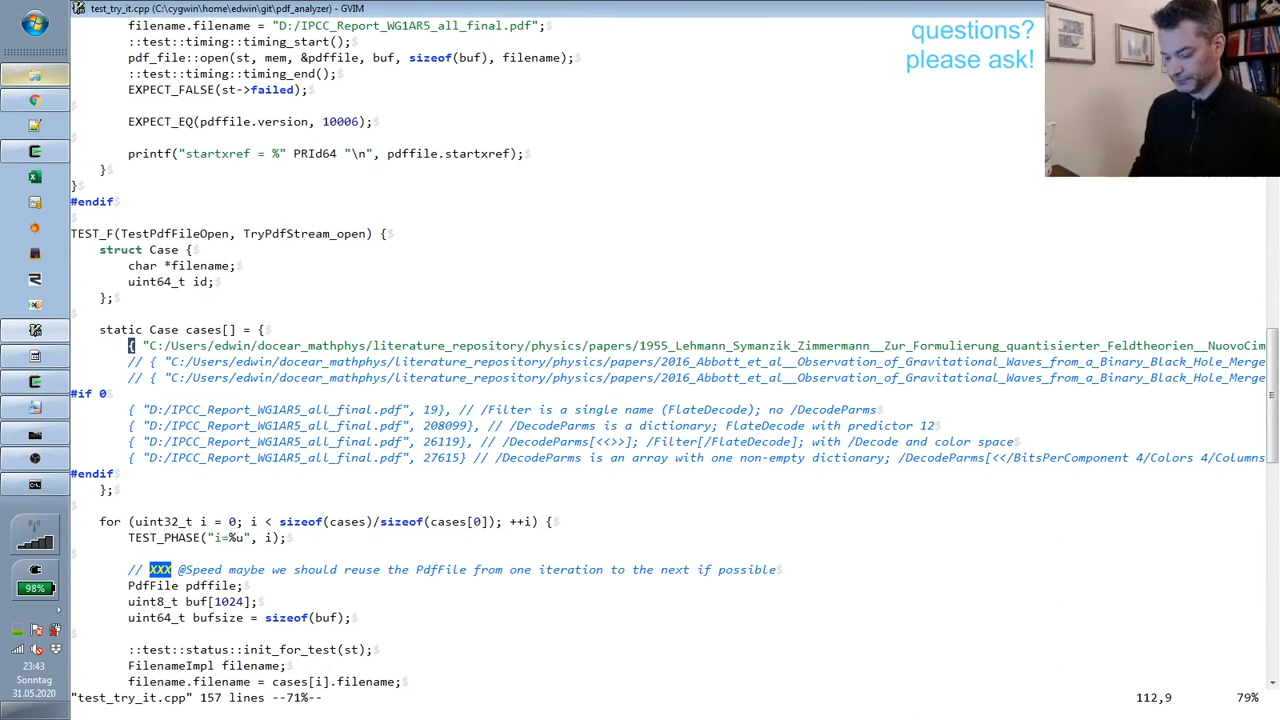 test_try_it.cpp (C:\cygwin\home\edwin\git\pdf_analyzer) - GVIM
questions?
please ask!
filename.filename = "D:/IPCC_Report_WG1AR5_all_final.pdf";$
::test::timing::timing_start();$
pdf_file::open(st, mem, &pdffile, buf, sizeof(buf), filename);$
::test::timing::timing_end();$
EXPECT_FALSE(st->failed);$
$
EXPECT_EQ(pdffile.version, 10006);$
$
printf("startxref = %" PRId64 "\n", pdffile.startxref);$
}$
}$
#endif$
$
TEST_F(TestPdfFileOpen, TryPdfStream_open) {$
struct Case {$
char *filename;$
uint64_t id;$
};$
$
static Case cases[] = {$
{ "C:/Users/edwin/docear_mathphys/literature_repository/physics/papers/1955_Lehmann_Symanzik_Zimmermann__Zur_Formulierung_quantisierter_Feldtheorien__NuovoCim
// { "C:/Users/edwin/docear_mathphys/literature_repository/physics/papers/2016_Abbott_et_al__Observation_of_Gravitational_Waves_from_a_Binary_Black_Hole_Merge
// { "C:/Users/edwin/docear_mathphys/literature_repository/physics/papers/2016_Abbott_et_al__Observation_of_Gravitational_Waves_from_a_Binary_Black_Hole_Merge
#if 0$
{ "D:/IPCC_Report_WG1AR5_all_final.pdf", 19}, // /Filter is a single name (FlateDecode); no /DecodeParms$
{ "D:/IPCC_Report_WG1AR5_all_final.pdf", 208099}, // /DecodeParms is a dictionary; FlateDecode with predictor 12$
{ "D:/IPCC_Report_WG1AR5_all_final.pdf", 26119}, // /DecodeParms[<<>>]; /Filter[/FlateDecode]; with /Decode and color space$
{ "D:/IPCC_Report_WG1AR5_all_final.pdf", 27615} // /DecodeParms is an array with one non-empty dictionary; /DecodeParms[<</BitsPerComponent 4/Colors 4/Columns
#endif$
};$
$
for (uint32_t i = 0; i < sizeof(cases)/sizeof(cases[0]); ++i) {$
TEST_PHASE("i=%u", i);$
$
// XXX @Speed maybe we should reuse the PdfFile from one iteration to the next if possible$
PdfFile pdffile;$
uint8_t buf[1024];$
uint64_t bufsize = sizeof(buf);$
$
::test::status::init_for_test(st);$
FilenameImpl filename;$
filename.filename = cases[i].filename;$
"test_try_it.cpp" 157 lines --71%--
112,9
79%
98%
23:43
Sonntag
31.05.2020